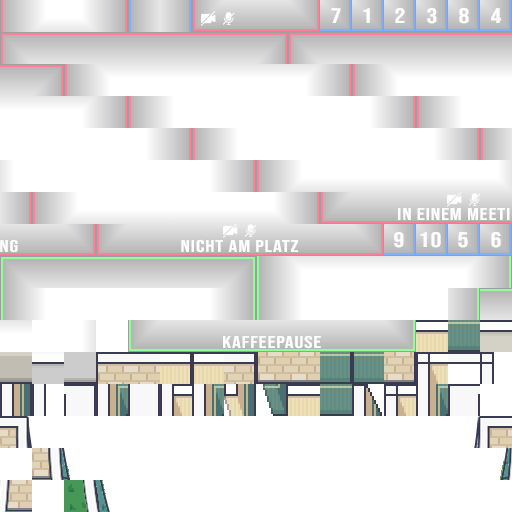 7 1 2 3 8 4
IN EINEM MEETI
NG
NICHT AM PLATZ
9 10 5 6
KAFFEEPAUSE